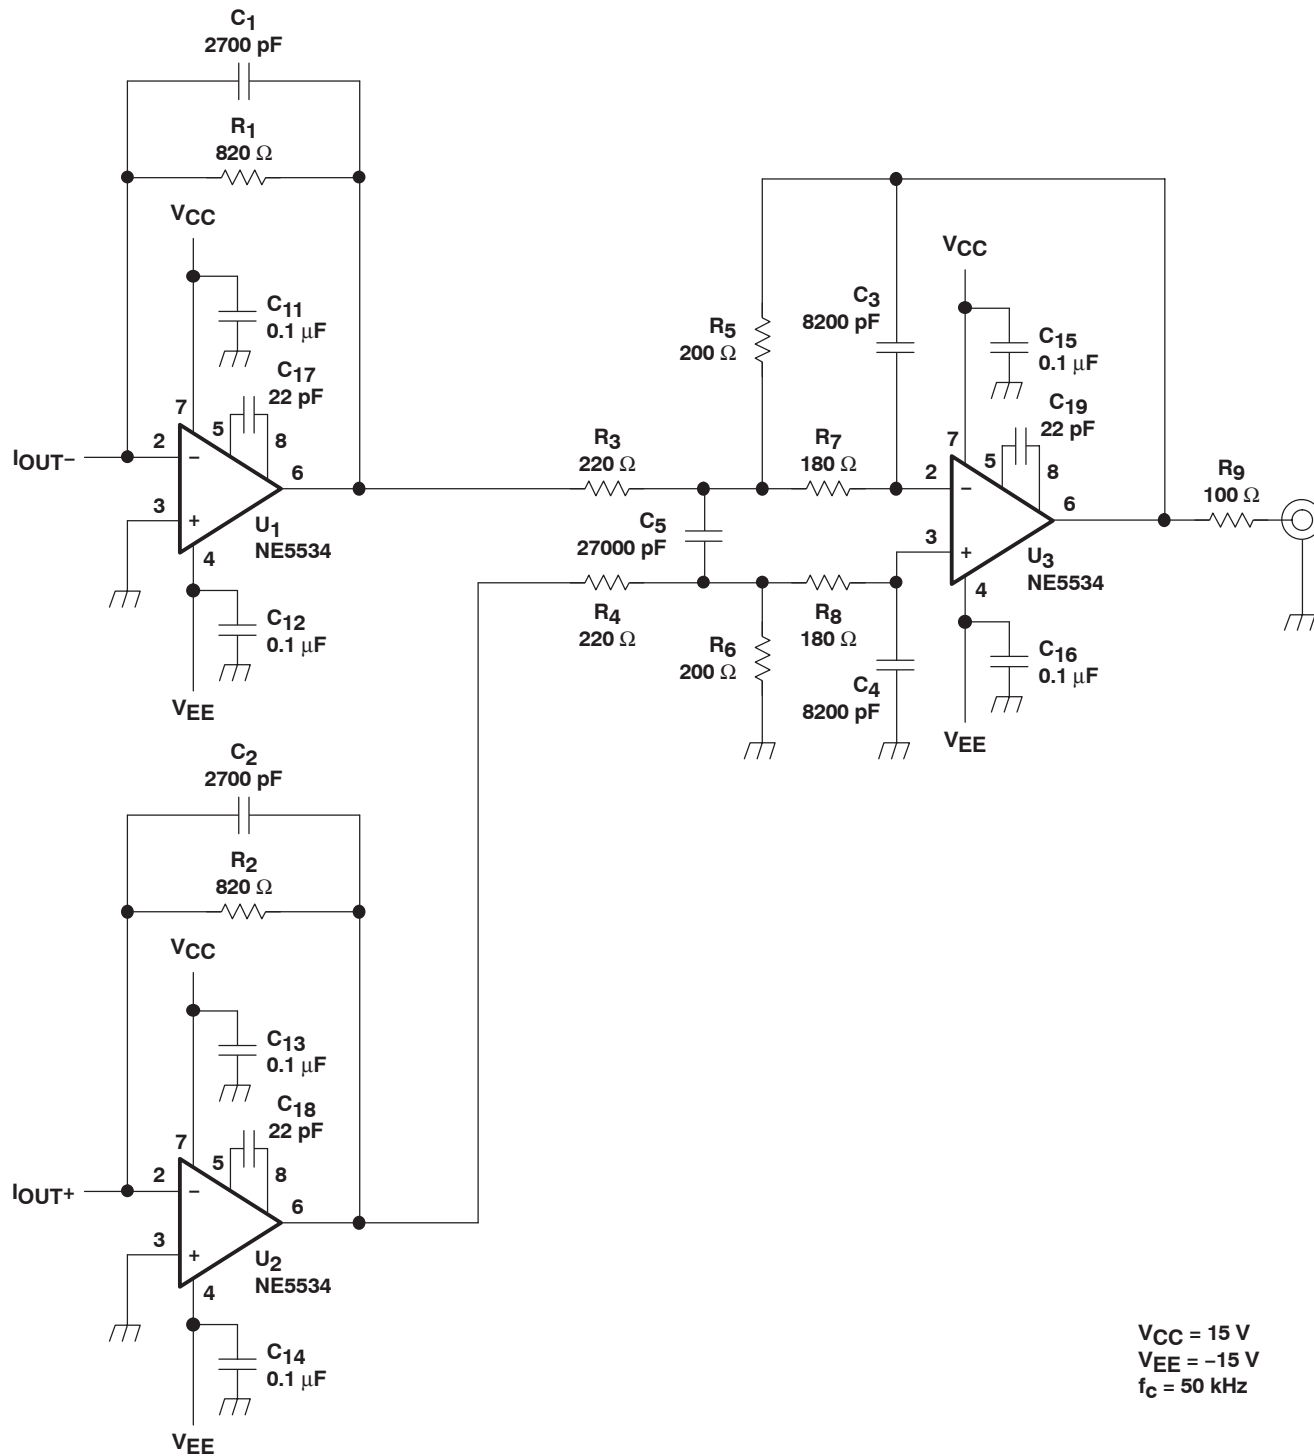 C1
2700 pF
R1
820 Ω
VCC
C11
0.1 μF
C17
22 pF
7
5
8
2
IOUT−
−
6
3
+
U1
NE5534
4
C12
0.1 μF
VEE
R3
220 Ω
C5
27000 pF
R4
220 Ω
R5
200 Ω
C3
8200 pF
R7
180 Ω
R8
180 Ω
R6
200 Ω
C4
8200 pF
VCC
C15
0.1 μF
C19
22 pF
7
5
8
2
−
6
3
+
U3
NE5534
4
C16
0.1 μF
VEE
R9
100 Ω
C2
2700 pF
R2
820 Ω
VCC
C13
0.1 μF
C18
22 pF
7
5
8
2
IOUT+
−
6
3
+
U2
NE5534
4
C14
0.1 μF
VEE
VCC = 15 V
VEE = −15 V
fc = 50 kHz